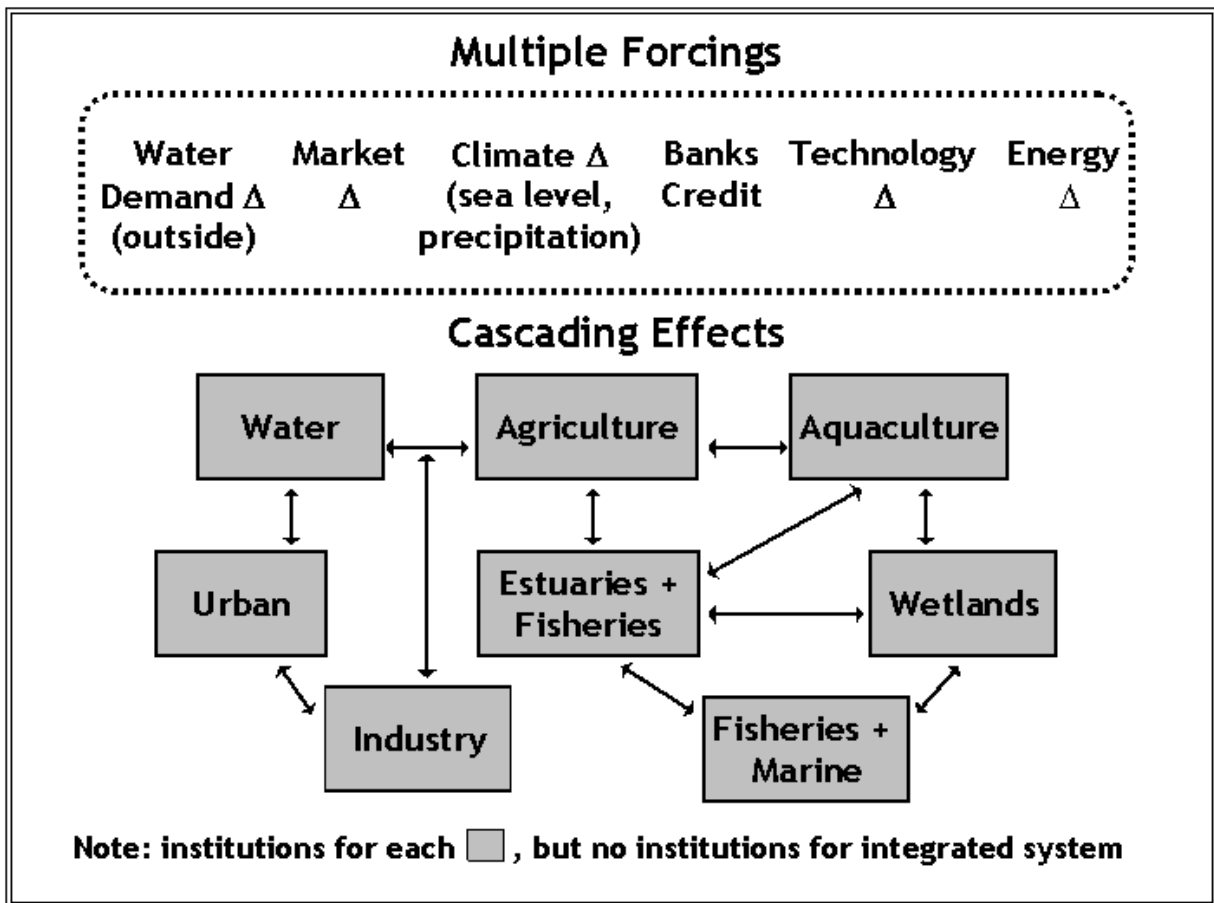 Multiple Forcings
Water Demand Δ (outside)
Market Δ
Climate Δ (sea level, precipitation)
Banks Credit
Technology Δ
Energy Δ
Cascading Effects
Water
Agriculture
Aquaculture
Urban
Estuaries +
Fisheries
Wetlands
Industry
Fisheries +
Marine
Note: institutions for each , but no institutions for integrated system